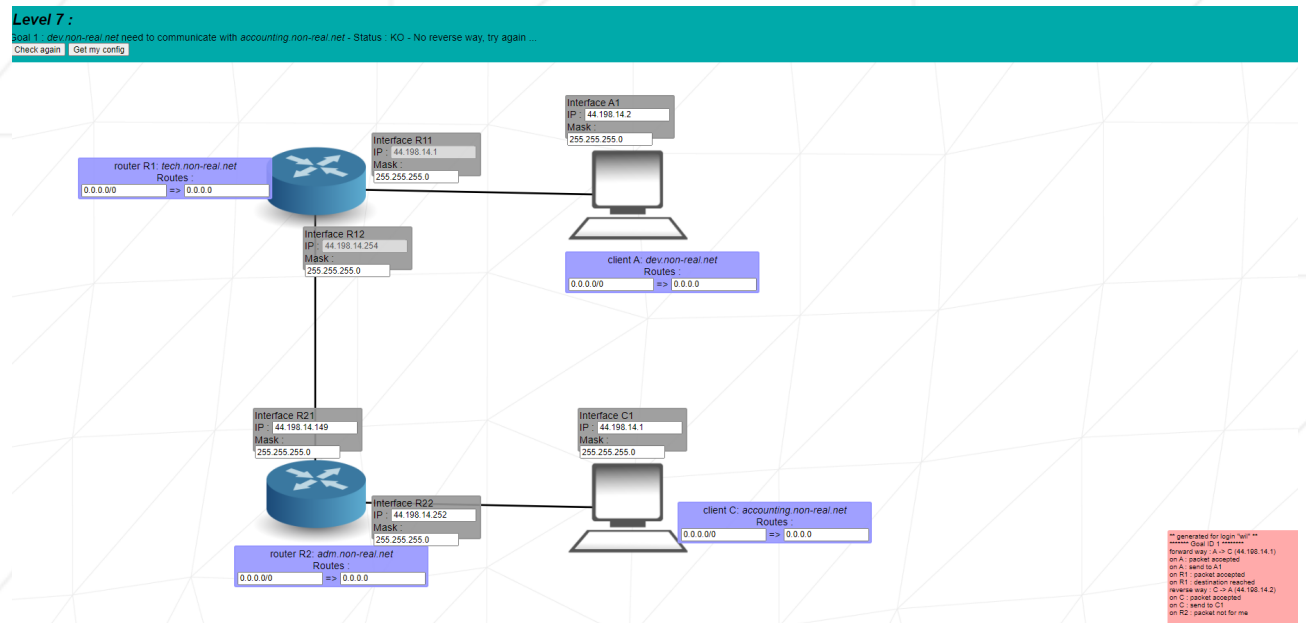 Level 7 :
Goal 1 : dev.non-real.net need to communicate with accounting.non-real.net - Status : KO - No reverse way, try again ...
Check again Get my config
Interface A1
IP : 44.198.14.2
Mask :
255.255.255.0
Interface R11
IP : 44.198.14.1
Mask :
255.255.255.0
router R1: tech.non-real.net
Routes :
0.0.0.0/0 => 0.0.0.0
Interface R12
IP : 44.198.14.254
Mask :
255.255.255.0
client A: dev.non-real.net
Routes :
0.0.0.0/0 => 0.0.0.0
Interface R21
IP : 44.198.14.149
Mask :
255.255.255.0
Interface C1
IP : 44.198.14.1
Mask :
255.255.255.0
Interface R22
IP : 44.198.14.252
Mask :
255.255.255.0
client C: accounting.non-real.net
Routes :
0.0.0.0/0 => 0.0.0.0
router R2: adm.non-real.net
Routes :
0.0.0.0/0 => 0.0.0.0
** generated for login "wil" **
******* Goal ID 1 ********
forward way : A -> C (44.198.14.1)
on A : packet accepted
on A : send to A1
on R1 : packet accepted
on R1 : destination reached
reverse way : C -> A (44.198.14.2)
on C : packet accepted
on C : send to C1
on R2 : packet not for me